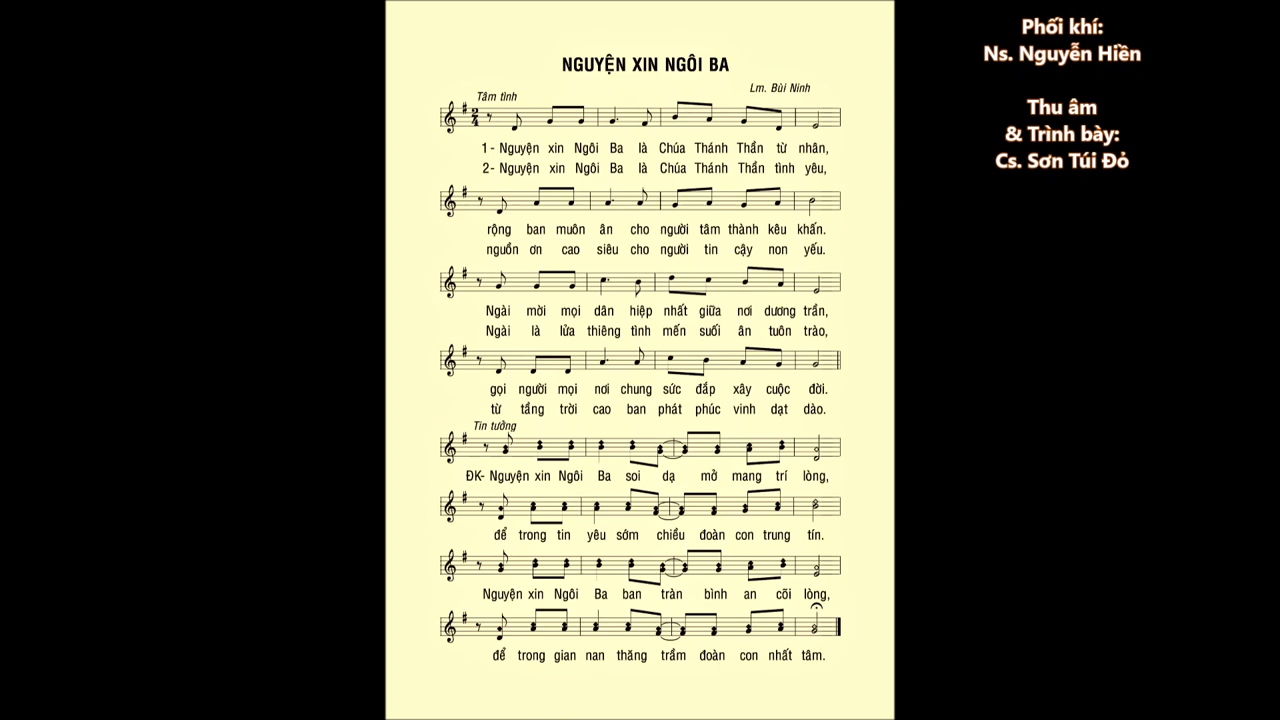 NGUYỆN XIN NGÔI BA
Lm. Bùi Ninh
Tâm tình
1- Nguyện xin Ngôi Ba là Chúa Thánh Thần từ nhân,
2- Nguyện xin Ngôi Ba là Chúa Thánh Thần tình yêu,
rộng ban muôn ân cho người tâm thành kêu khấn.
nguồn ơn cao siêu cho người tin cậy non yếu.
Ngài mời mọi dân hiệp nhất giữa nơi dương trần,
Ngài là lửa thiêng tình mến suối ân tuôn trào,
gọi người mọi nơi chung sức đắp xây cuộc đời.
từ tầng trời cao ban phát phúc vinh dạt dào.
Tin tưởng
ĐK- Nguyện xin Ngôi Ba soi dạ mở mang trí lòng,
để trong tin yêu sớm chiều đoàn con trung tín.
Nguyện xin Ngôi Ba ban tràn bình an cõi lòng,
để trong gian nan thăng trầm đoàn con nhất tâm.
Phối khí:
Ns. Nguyễn Hiền
Thu âm
& Trình bày:
Cs. Sơn Túi Đỏ